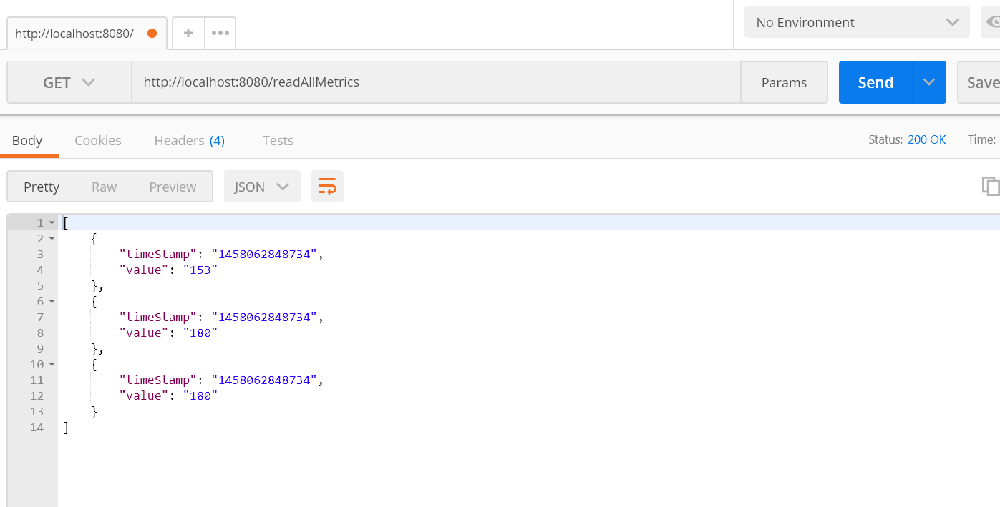 http://localhost:8080/ + ••• No Environment
GET http://localhost:8080/readAllMetrics Params Send Save
Body Cookies Headers (4) Tests Status: 200 OK Time:
Pretty Raw Preview JSON
1 [
2 {
3 "timeStamp": "1458062848734",
4 "value": "153"
5 },
6 {
7 "timeStamp": "1458062848734",
8 "value": "180"
9 },
10 {
11 "timeStamp": "1458062848734",
12 "value": "180"
13 }
14 ]